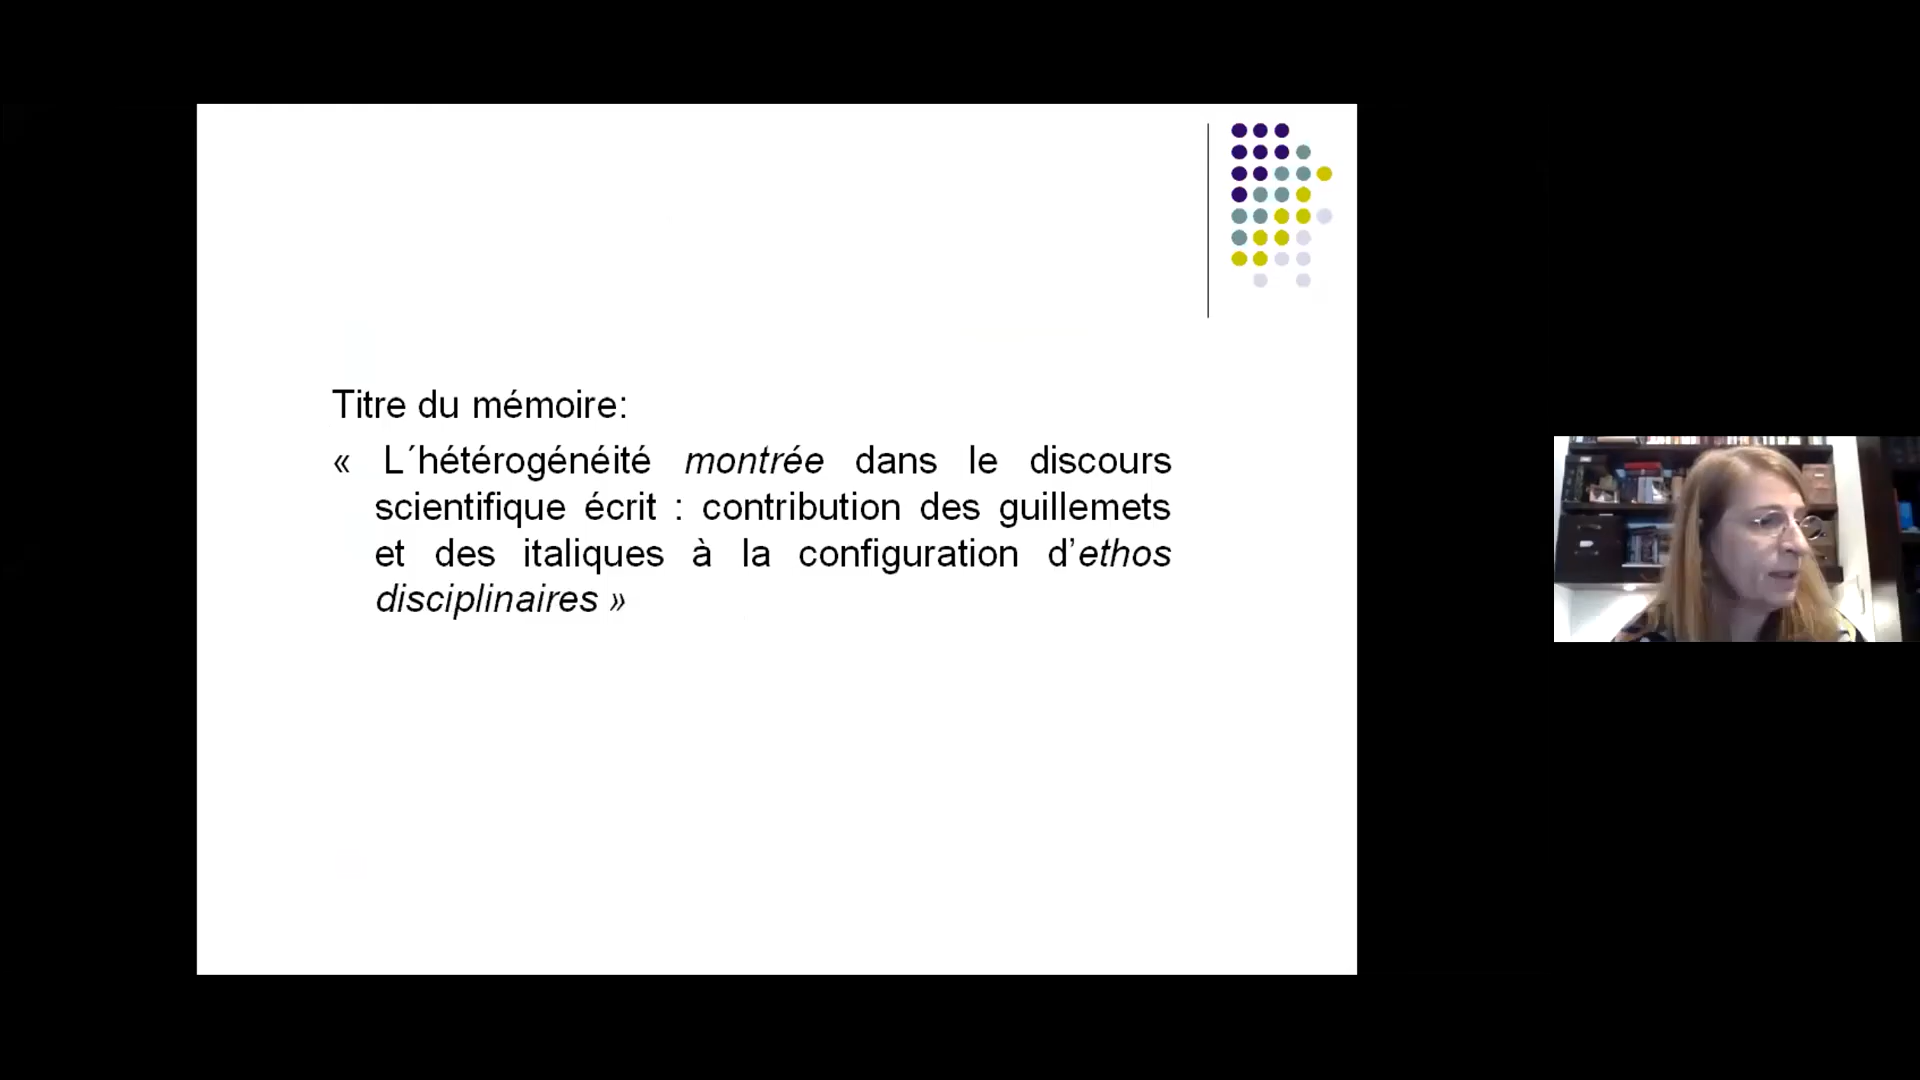 Titre du mémoire:
« L´hétérogénéité montrée dans le discours
scientifique écrit : contribution des guillemets
et des italiques à la configuration d’ethos
disciplinaires »